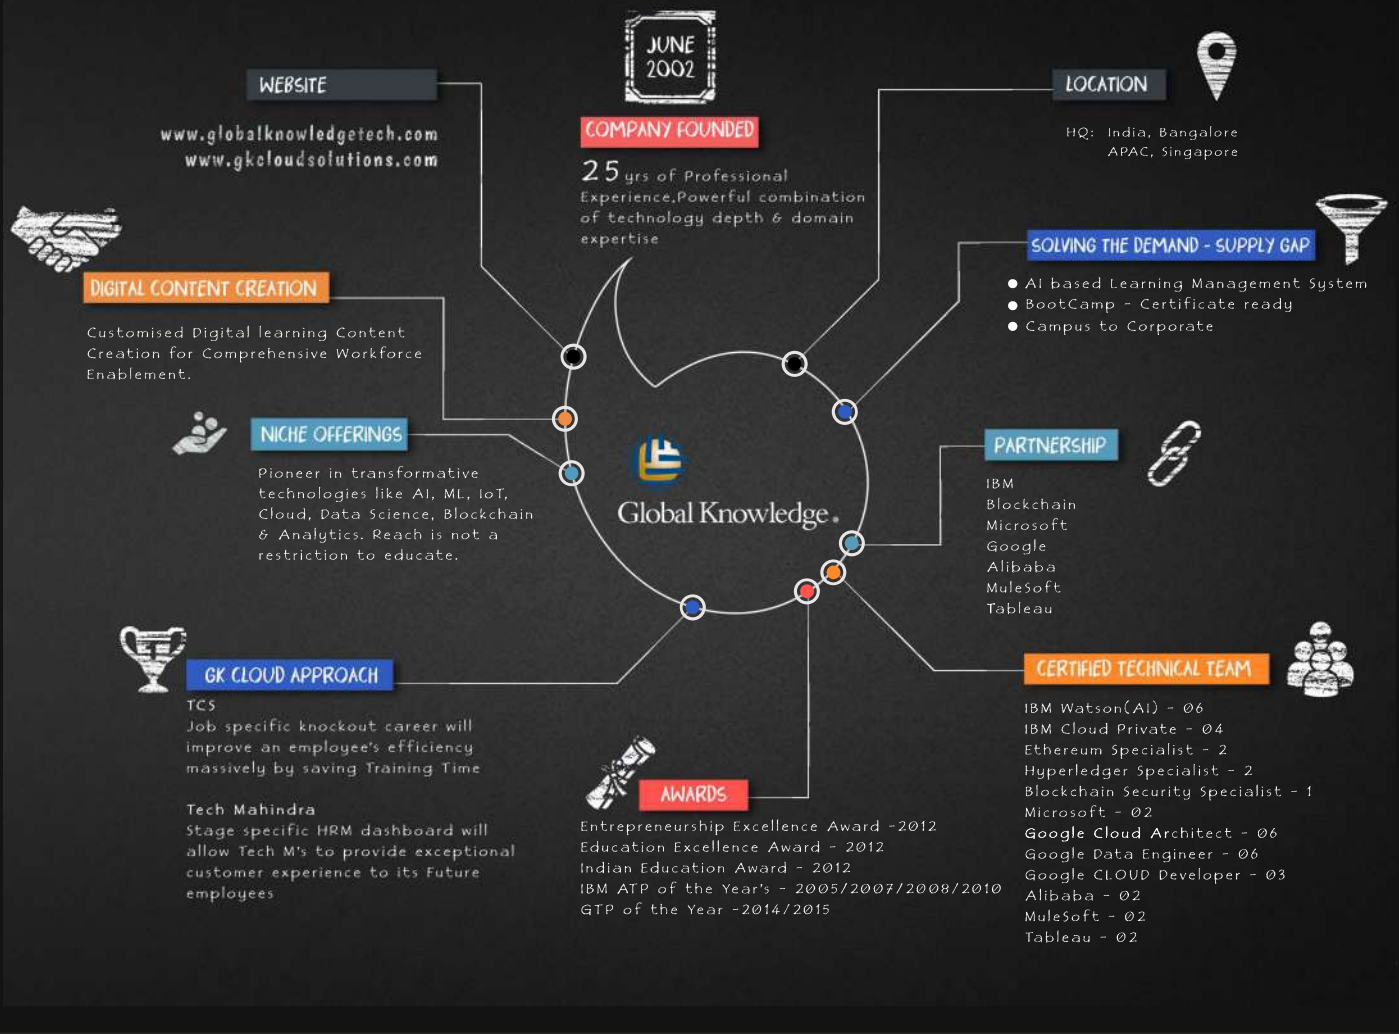 JUNE
2002
COMPANY FOUNDED
25 yrs of Professional
Experience.Powerful combination
of technology depth & domain
expertise
WEBSITE
www.globalknowledgetech.com
www.gkcloudsolutions.com
DIGITAL CONTENT CREATION
Customised Digital learning Content
Creation for Comprehensive Workforce
Enablement.
NICHE OFFERINGS
Pioneer in transformative
technologies like AI, ML, IoT,
Cloud, Data Science, Blockchain
& Analytics. Reach is not a
restriction to educate.
GK CLOUD APPROACH
TCS
Job specific knockout career will
improve an employee's efficiency
massively by saving Training Time
Tech Mahindra
Stage specific HRM dashboard will
allow Tech M's to provide exceptional
customer experience to its Future
employees
Global Knowledge®
LOCATION
HQ: India, Bangalore
APAC, Singapore
SOLVING THE DEMAND - SUPPLY GAP
● AI based Learning Management System
● BootCamp - Certificate ready
● Campus to Corporate
PARTNERSHIP
IBM
Blockchain
Microsoft
Google
Alibaba
MuleSoft
Tableau
CERTIFIED TECHNICAL TEAM
IBM Watson(AI) - 06
IBM Cloud Private - 04
Ethereum Specialist - 2
Hyperledger Specialist - 2
Blockchain Security Specialist - 1
Microsoft - 02
Google Cloud Architect - 06
Google Data Engineer - 06
Google CLOUD Developer - 03
Alibaba - 02
MuleSoft - 02
Tableau - 02
AWARDS
Entrepreneurship Excellence Award -2012
Education Excellence Award - 2012
Indian Education Award - 2012
IBM ATP of the Year's - 2005/2007/2008/2010
GTP of the Year -2014/2015